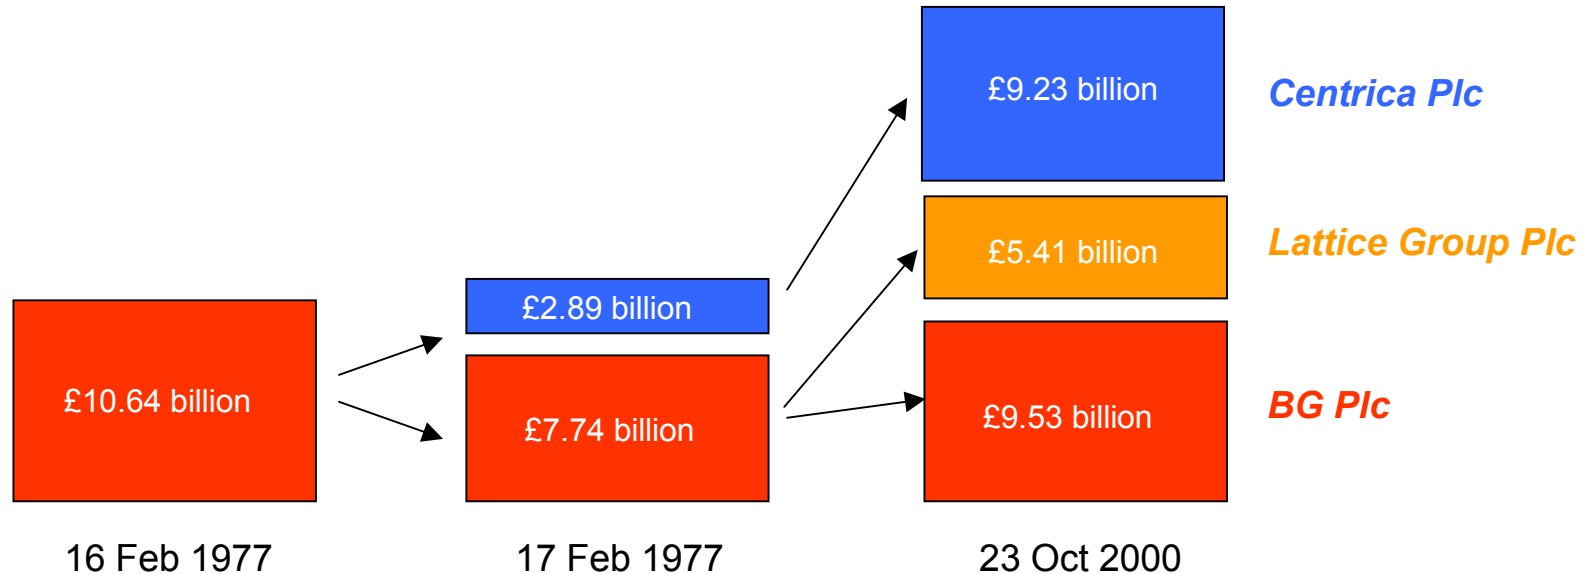 £9.23 billion
Centrica Plc
£5.41 billion
Lattice Group Plc
£2.89 billion
£10.64 billion
£7.74 billion
£9.53 billion
BG Plc
16 Feb 1977
17 Feb 1977
23 Oct 2000